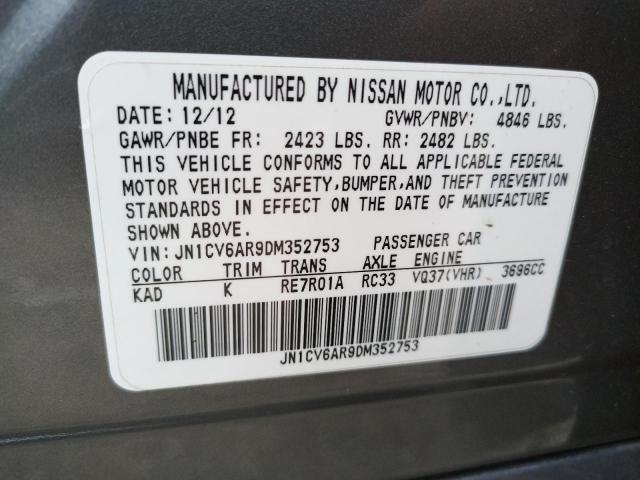 MANUFACTURED BY NISSAN MOTOR CO.,LTD.
DATE: 12/12 GVWR/PNBV: 4846 LBS.
GAWR/PNBE FR: 2423 LBS. RR: 2482 LBS.
THIS VEHICLE CONFORMS TO ALL APPLICABLE FEDERAL
MOTOR VEHICLE SAFETY,BUMPER,AND THEFT PREVENTION
STANDARDS IN EFFECT ON THE DATE OF MANUFACTURE
SHOWN ABOVE.
VIN:JN1CV6AR9DM352753 PASSENGER CAR
COLOR TRIM TRANS AXLE ENGINE
KAD K RE7R01A RC33 VQ37(VHR) 3696CC
JN1CV6AR9DM352753